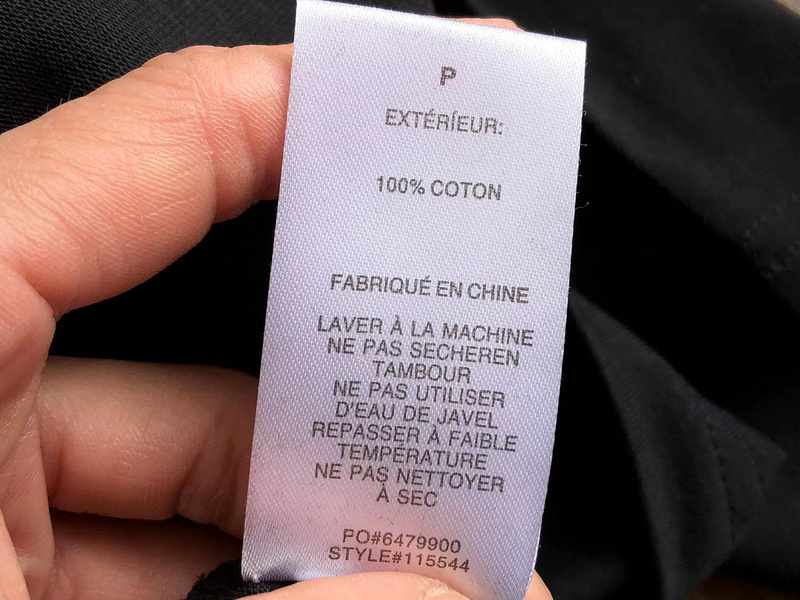 P
EXTÉRÍEUR:
100% COTON
FABRIQUÉ EN CHINE
LAVER À LA MACHINE
NE PAS SECHEREN
TAMBOUR
NE PAS UTILISER
D'EAU DE JAVEL
REPASSER À FAIBLE
TEMPÉRATURE
NE PAS NETTOYER
À SEC
PO#6479900
STYLE#115544